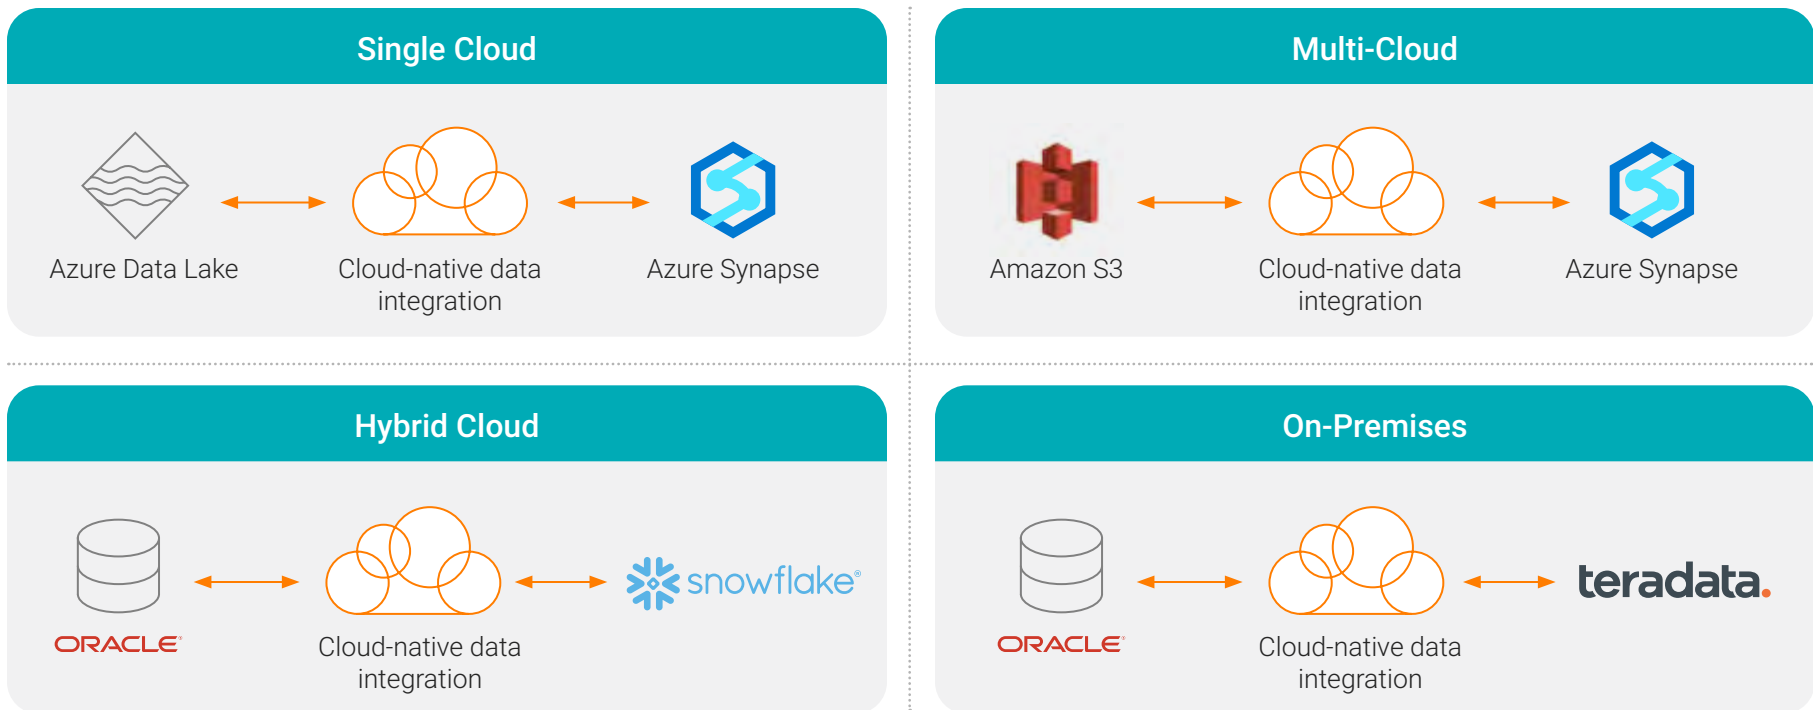 Single Cloud
Azure Data Lake
Cloud-native data
integration
Azure Synapse
Multi-Cloud
Amazon S3
Cloud-native data
integration
Azure Synapse
Hybrid Cloud
ORACLE®
Cloud-native data
integration
snowflake®
On-Premises
ORACLE®
Cloud-native data
integration
teradata.